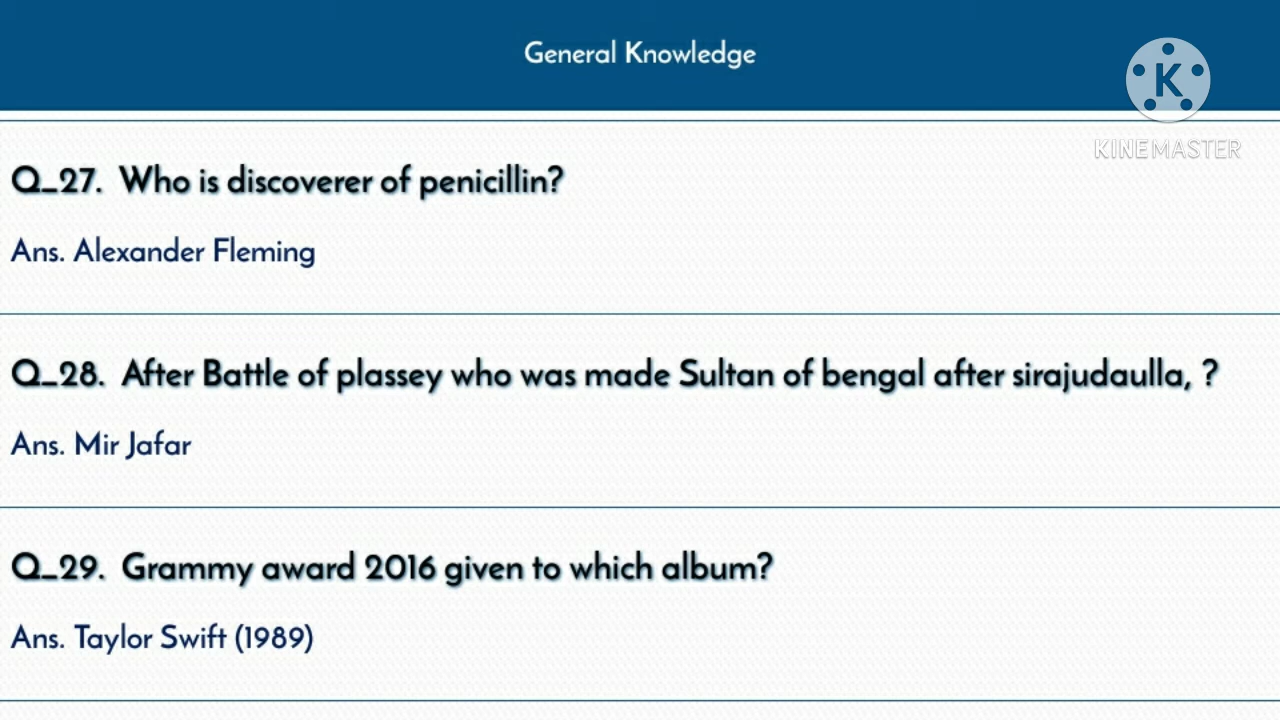 General Knowledge
K
KINEMASTER
Q_27. Who is discoverer of penicillin?
Ans. Alexander Fleming
Q_28. After Battle of plassey who was made Sultan of bengal after sirajudaulla, ?
Ans. Mir Jafar
Q_29. Grammy award 2016 given to which album?
Ans. Taylor Swift (1989)